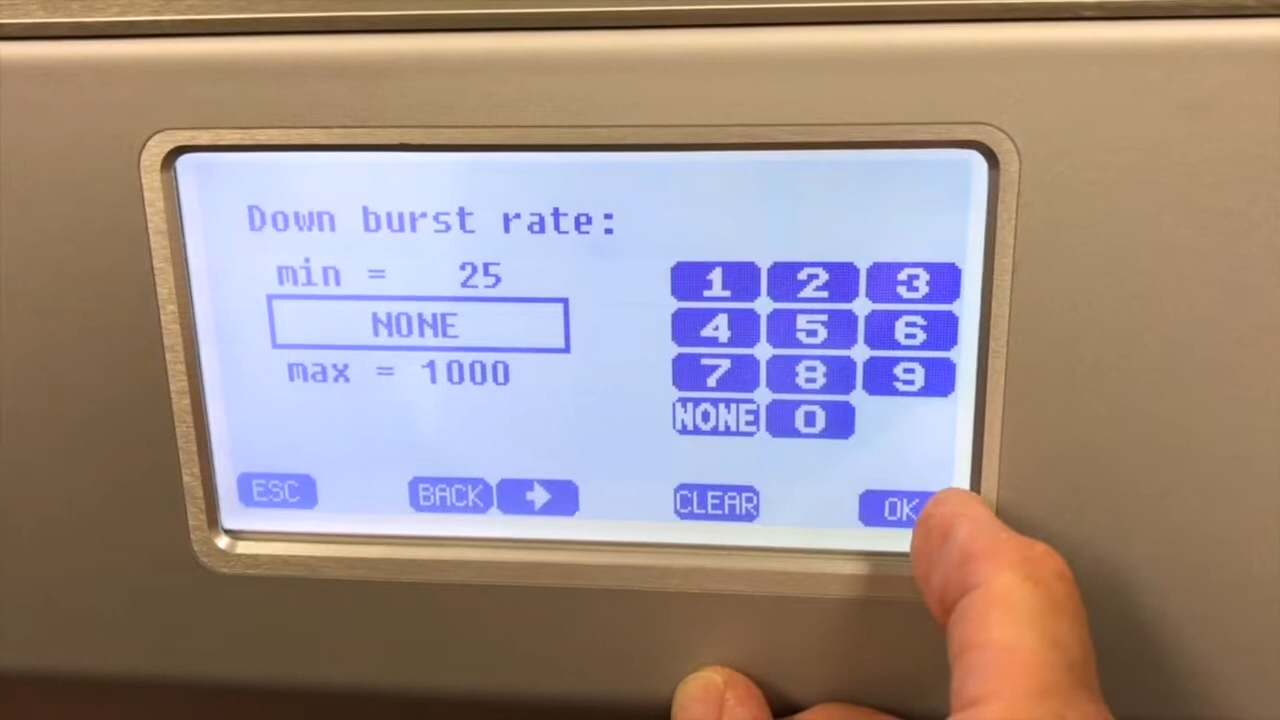 Down burst rate:
min = 25
NONE
max = 1000
1 2 3
4 5 6
7 8 9
NONE 0
ESC BACK CLEAR OK